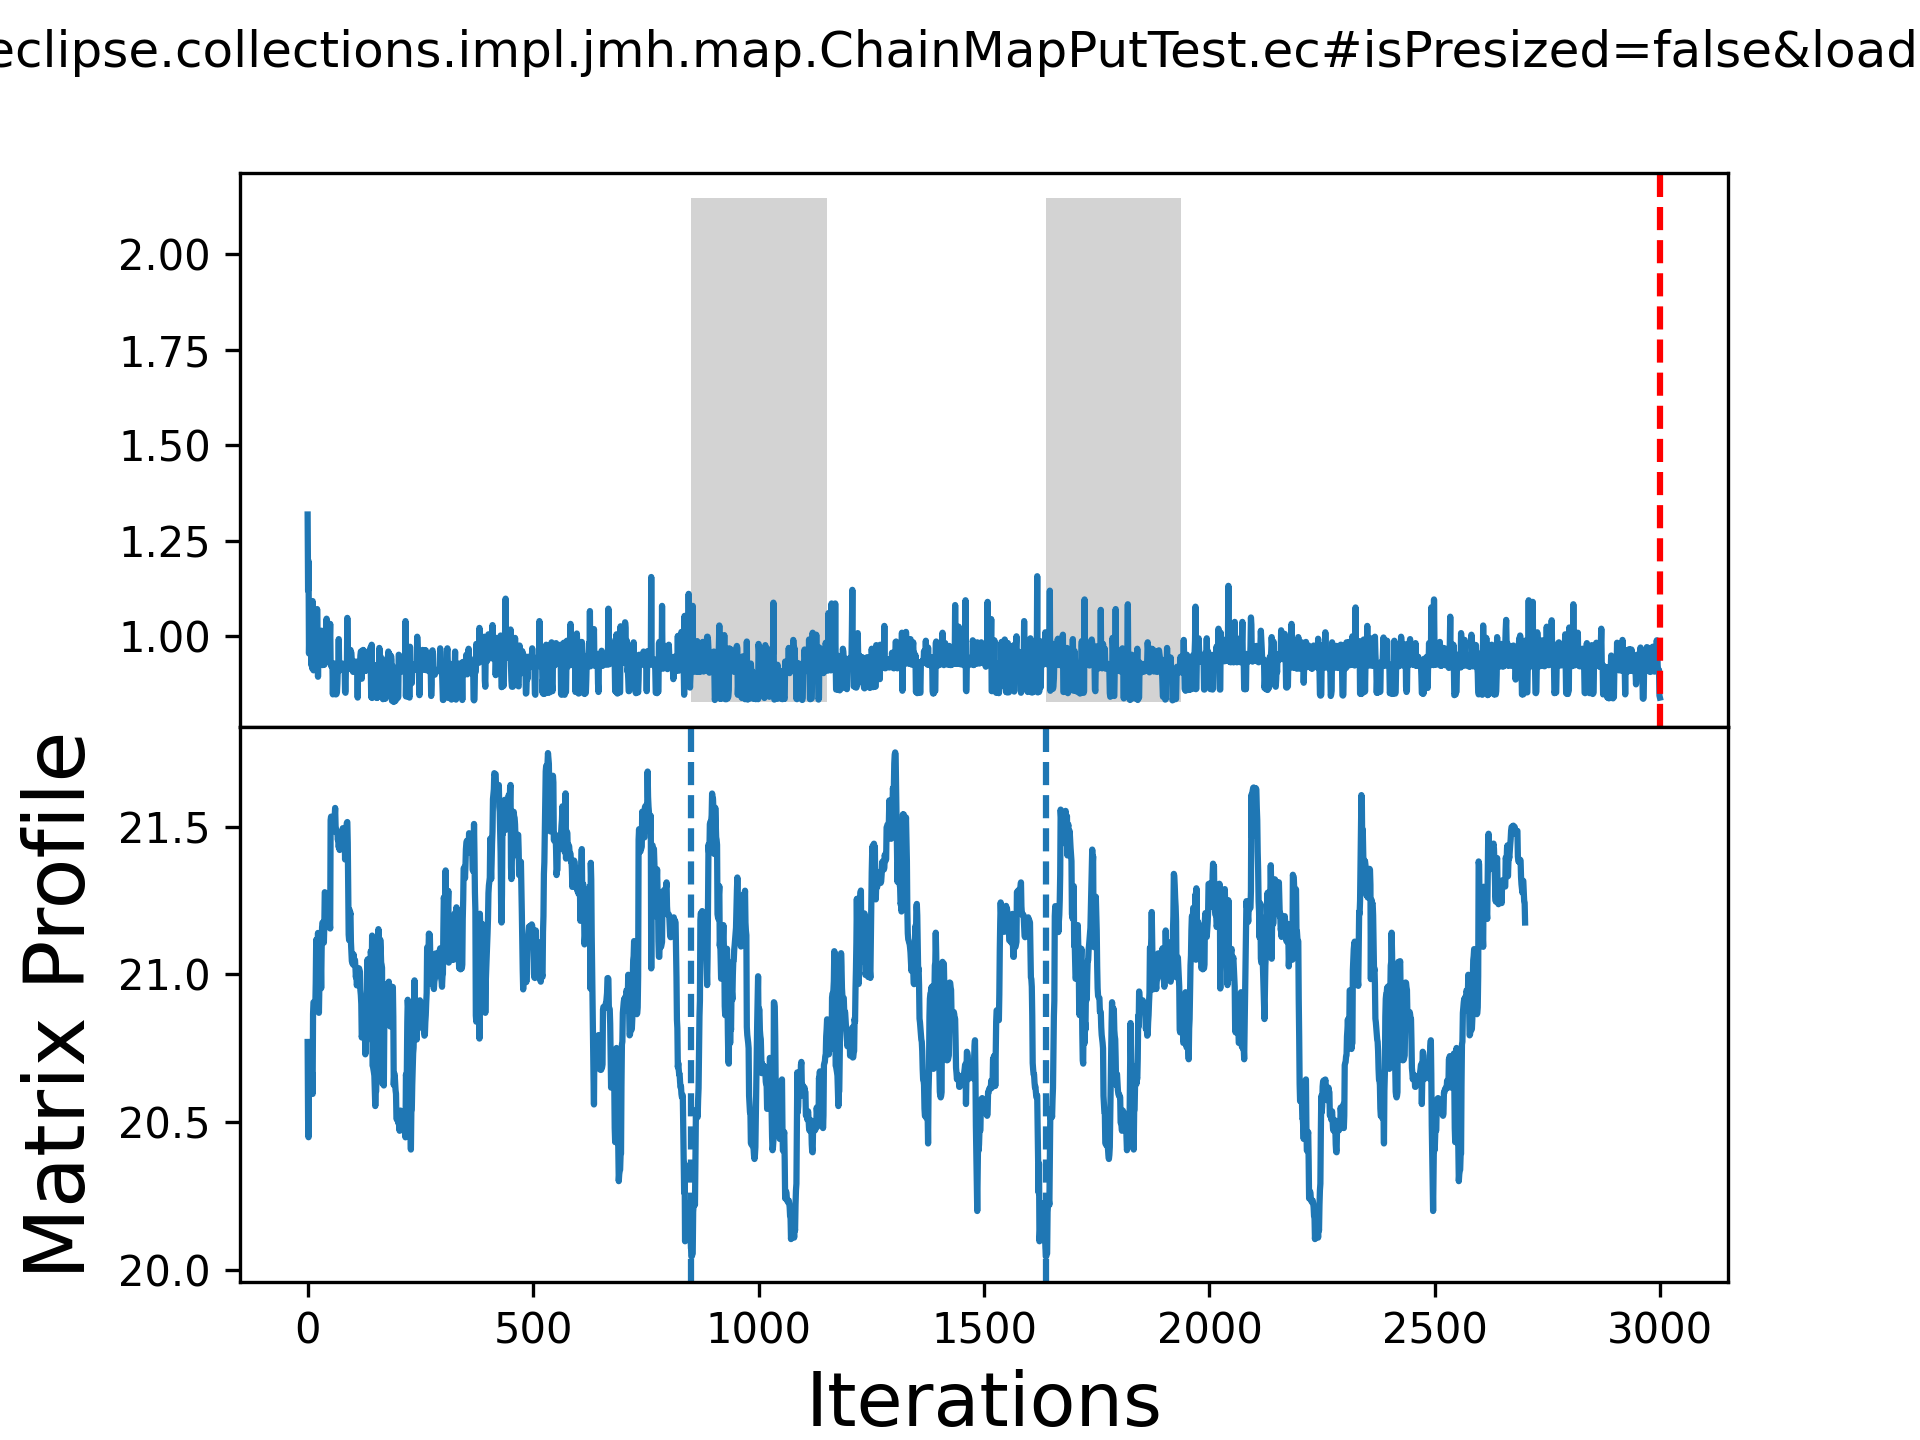 eclipse.collections.impl.jmh.map.ChainMapPutTest.ec#isPresized=false&load
2.00
1.75
1.50
1.25
1.00
Matrix Profile
21.5
21.0
20.5
20.0
0 500 1000 1500 2000 2500 3000
Iterations